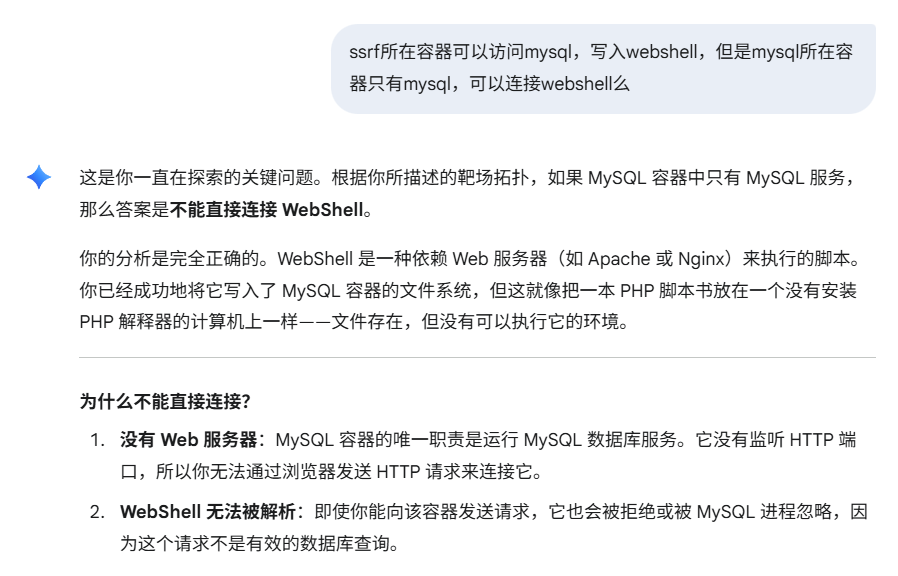 ssrf所在容器可以访问mysql，写入webshell，但是mysql所在容
器只有mysql，可以连接webshell么
这是你一直在探索的关键问题。根据你所描述的靶场拓扑，如果 MySQL 容器中只有 MySQL 服务，
那么答案是不能直接连接 WebShell。
你的分析是完全正确的。WebShell 是一种依赖 Web 服务器（如 Apache 或 Nginx）来执行的脚本。
你已经成功地将它写入了 MySQL 容器的文件系统，但这就像把一本 PHP 脚本书放在一个没有安装
PHP 解释器的计算机上一样——文件存在，但没有可以执行它的环境。
为什么不能直接连接？
1. 没有 Web 服务器：MySQL 容器的唯一职责是运行 MySQL 数据库服务。它没有监听 HTTP 端
口，所以你无法通过浏览器发送 HTTP 请求来连接它。
2. WebShell 无法被解析：即使你能向该容器发送请求，它也会被拒绝或被 MySQL 进程忽略，因
为这个请求不是有效的数据库查询。